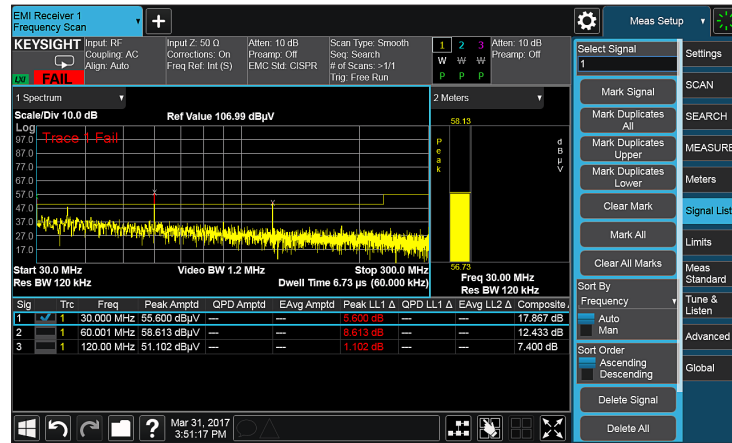 EMI Receiver 1
Frequency Scan
Meas Setup
KEYSIGHT
LXI
FAIL
Input: RF
Coupling: AC
Align: Auto
Input Z: 50 Ω
Corrections: On
Freq Ref: Int (S)
Atten: 10 dB
Preamp: Off
EMC Std: CISPR
Scan Type: Smooth
Seq: Search
# of Scans: >1/1
Trig: Free Run
1 2 3
W W W
P P P
Atten: 10 dB
Preamp: Off
1 Spectrum
Scale/Div 10.0 dB
Ref Value 106.99 dBµV
Log
Trace 1 Fail
97.0
87.0
77.0
67.0
57.0
47.0
37.0
27.0
17.0
Start 30.0 MHz
Video BW 1.2 MHz
Stop 300.0 MHz
Res BW 120 kHz
Dwell Time 6.73 µs (60.000 kHz)
2 Meters
58.13
Peak
dBµV
56.73
Freq 30.00 MHz
Res BW 120 kHz
Sig Trc Freq Peak Amptd QPD Amptd EAvg Amptd Peak LL1 Δ QPD LL1 Δ EAvg LL2 Δ Composite
1 1 30.000 MHz 55.600 dBµV --- --- 5.600 dB --- --- 17.867 dB
2 1 60.001 MHz 58.613 dBµV --- --- 8.613 dB --- --- 12.433 dB
3 1 120.00 MHz 51.102 dBµV --- --- 1.102 dB --- --- 7.400 dB
Select Signal
1
Mark Signal
Mark Duplicates
All
Mark Duplicates
Upper
Mark Duplicates
Lower
Clear Mark
Mark All
Clear All Marks
Sort By
Frequency
Auto
Man
Sort Order
Ascending
Descending
Delete Signal
Delete All
Settings
SCAN
SEARCH
MEASURE
Meters
Signal List
Limits
Meas
Standard
Tune &
Listen
Advanced
Global
?
Mar 31, 2017
3:51:17 PM